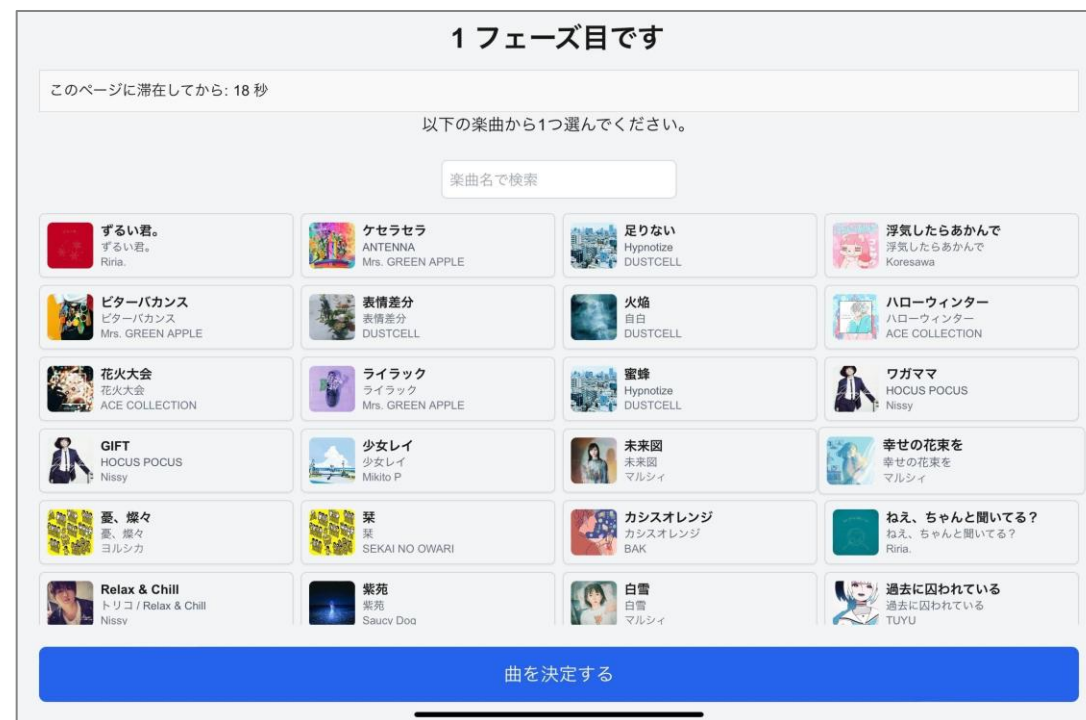 1 フェーズ目です
このページに滞在してから: 18 秒
以下の楽曲から1つ選んでください。
楽曲名で検索
ずるい君。
ずるい君。
Riria.
ケセラセラ
ANTENNA
Mrs. GREEN APPLE
足りない
Hypnotize
DUSTCELL
浮気したらあかんで
浮気したらあかんで
Koresawa
ビターバカンス
ビターバカンス
Mrs. GREEN APPLE
表情差分
表情差分
DUSTCELL
火焔
自白
DUSTCELL
ハローウィンター
ハローウィンター
ACE COLLECTION
花火大会
花火大会
ACE COLLECTION
ライラック
ライラック
Mrs. GREEN APPLE
蜜蜂
Hypnotize
DUSTCELL
ワガママ
HOCUS POCUS
Nissy
GIFT
HOCUS POCUS
Nissy
少女レイ
少女レイ
Mikito P
未来図
未来図
マルシィ
幸せの花束を
幸せの花束を
マルシィ
憂、燦々
憂、燦々
ヨルシカ
栞
栞
SEKAI NO OWARI
カシスオレンジ
カシスオレンジ
BAK
ねえ、ちゃんと聞いてる？
ねえ、ちゃんと聞いてる？
Riria.
Relax & Chill
トリコ / Relax & Chill
Nissy
紫苑
紫苑
Saucy Dog
白雪
白雪
マルシィ
過去に囚われている
過去に囚われている
TUYU
曲を決定する